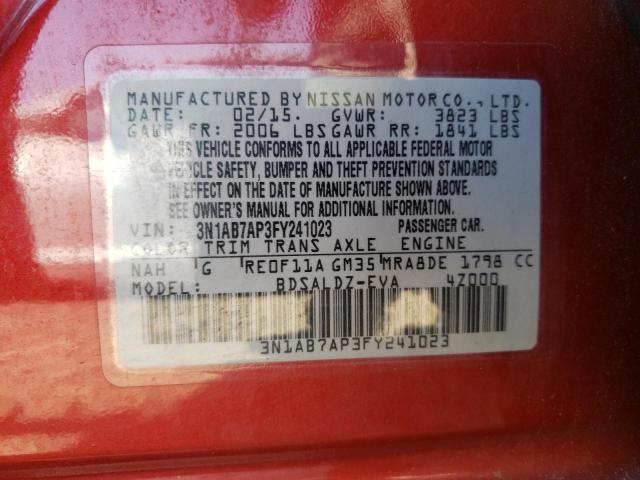 MANUFACTURED BY NISSAN MOTOR CO., LTD.
DATE: 02/15. GVWR: 3823 LBS
GAWR FR: 2006 LBS GAWR RR: 1841 LBS
THIS VEHICLE CONFORMS TO ALL APPLICABLE FEDERAL MOTOR
VEHICLE SAFETY, BUMPER AND THEFT PREVENTION STANDARDS
IN EFFECT ON THE DATE OF MANUFACTURE SHOWN ABOVE.
SEE OWNER'S MANUAL FOR ADDITIONAL INFORMATION.
VIN: 3N1AB7AP3FY241023 PASSENGER CAR.
COLOR TRIM TRANS AXLE ENGINE
NAH G RE0F11A GM35 MRA8DE 1798 CC
MODEL: BDSALDZ-EVA 4Z000
3N1AB7AP3FY241023